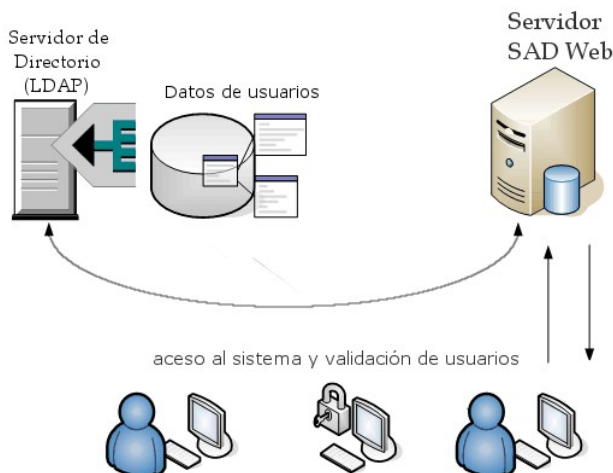 Servidor de
Directorio
(LDAP)
Datos de usuarios
Servidor
SAD Web
aceso al sistema y validación de usuarios